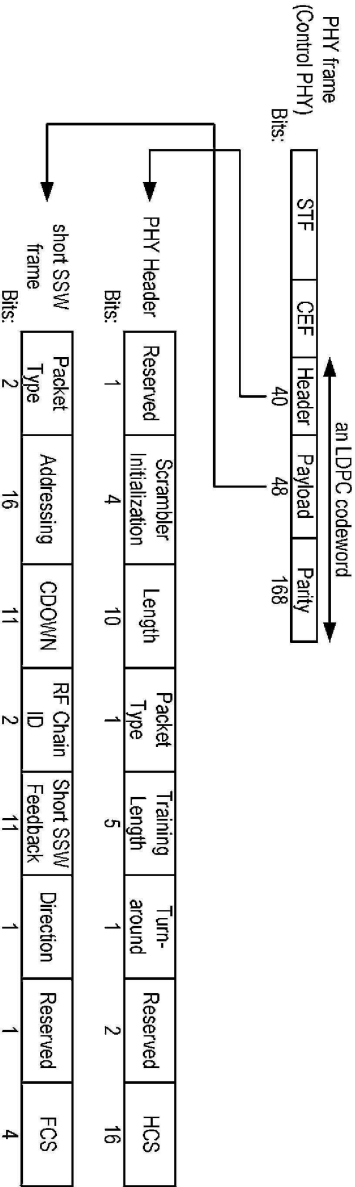 PHY frame
(Control PHY)
an LDPC codeword
STF
CEF
Header
Payload
Parity
Bits:
40
48
168
PHY Header
Reserved
Scrambler
Initialization
Length
Packet
Type
Training
Length
Turn-
around
Reserved
HCS
Bits:
1
4
10
1
5
1
2
16
short SSW
frame
Packet
Type
Addressing
CDOWN
RF Chain
ID
Short SSW
Feedback
Direction
Reserved
FCS
Bits:
2
16
11
2
11
1
1
4